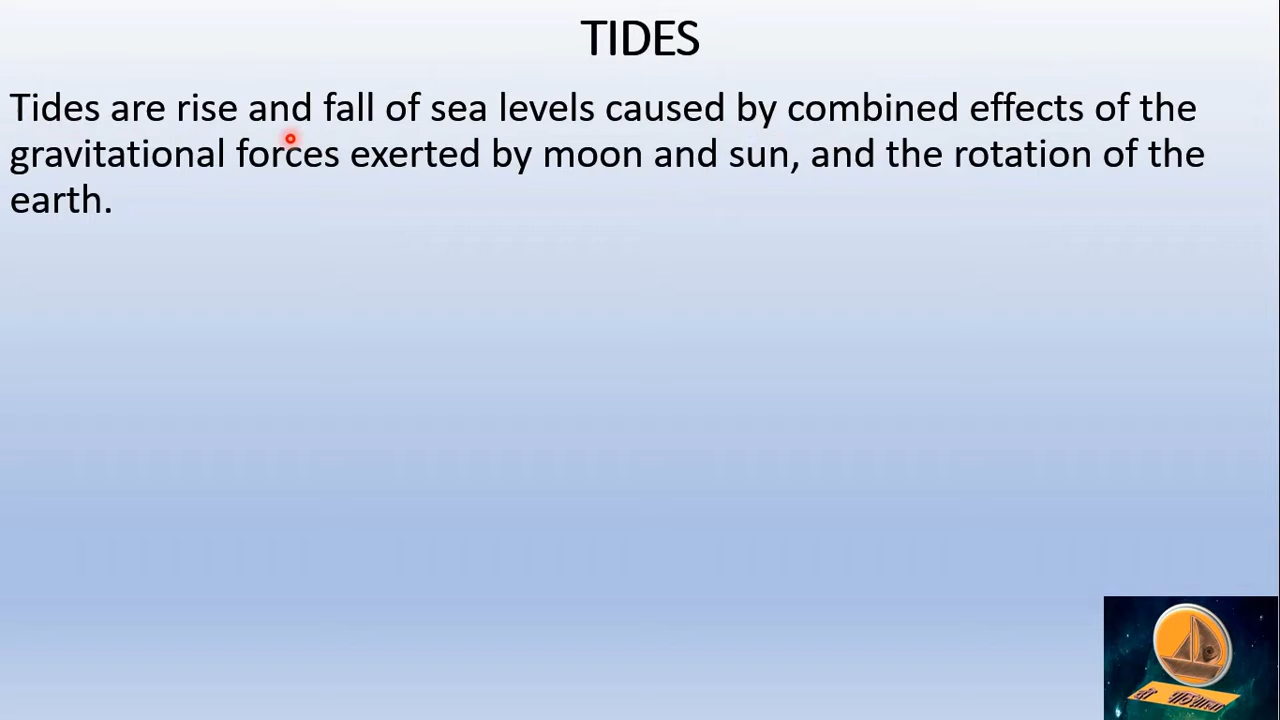 TIDES
Tides are rise and fall of sea levels caused by combined effects of the
gravitational forces exerted by moon and sun, and the rotation of the
earth.